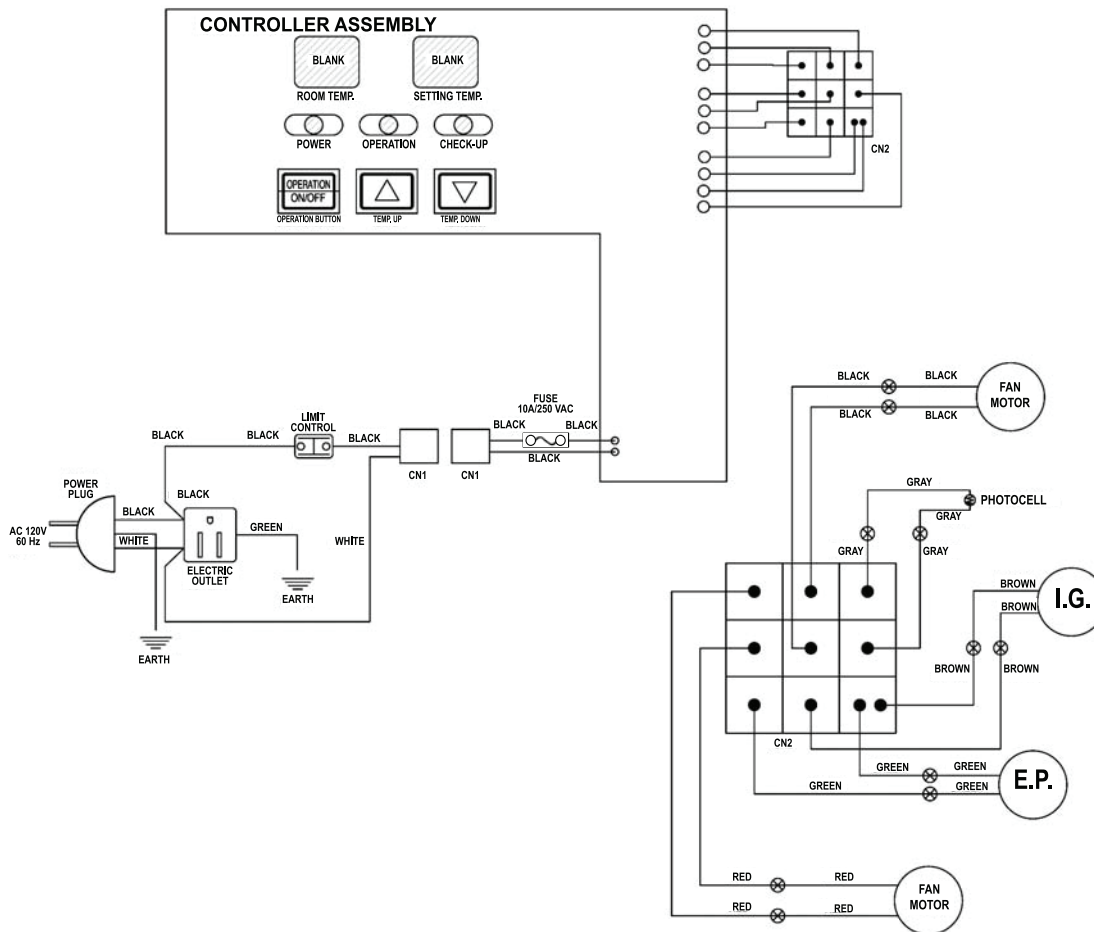 CONTROLLER ASSEMBLY
BLANK
BLANK
ROOM TEMP.
SETTING TEMP.
POWER
OPERATION
CHECK-UP
OPERATION
ON/OFF
OPERATION BUTTON
TEMP, UP
TEMP, DOWN
CN2
FUSE
10A/250 VAC
BLACK
BLACK
BLACK
LIMIT
CONTROL
BLACK
BLACK
BLACK
CN1
CN1
POWER
PLUG
AC 120V
60 Hz
BLACK
BLACK
WHITE
GREEN
WHITE
ELECTRIC
OUTLET
EARTH
EARTH
BLACK
BLACK
BLACK
BLACK
FAN
MOTOR
GRAY
PHOTOCELL
GRAY
GRAY
GRAY
BROWN
BROWN
I.G.
BROWN
BROWN
CN2
GREEN
GREEN
GREEN
GREEN
E.P.
RED
RED
RED
RED
FAN
MOTOR